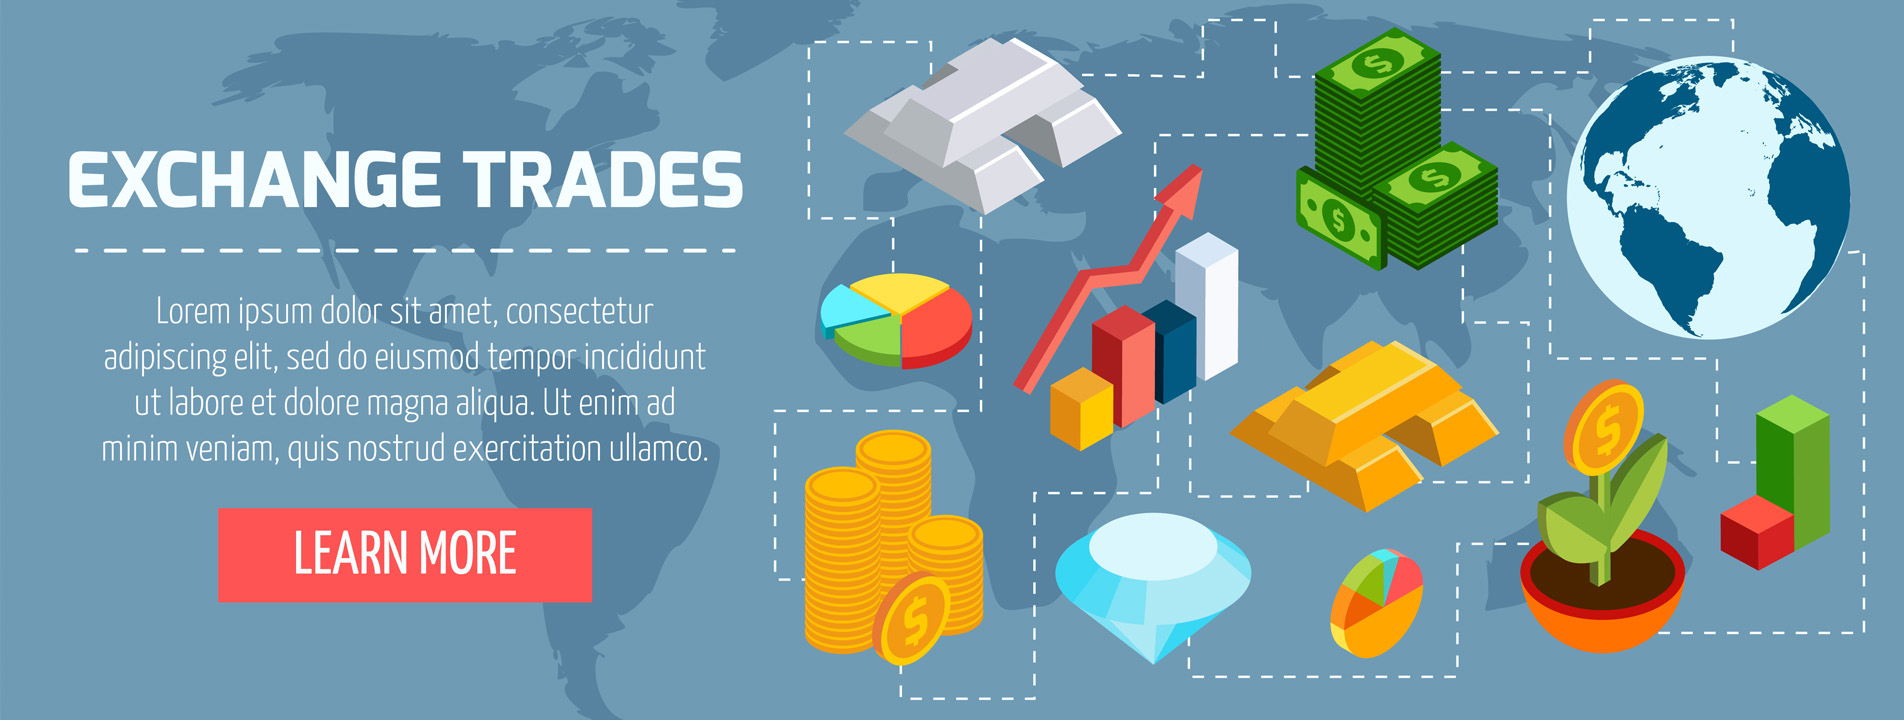 EXCHANGE TRADES
Lorem ipsum dolor sit amet, consectetur
adipiscing elit, sed do eiusmod tempor incididunt
ut labore et dolore magna aliqua. Ut enim ad
minim veniam, quis nostrud exercitation ullamco.
LEARN MORE
$
$
$
$
$